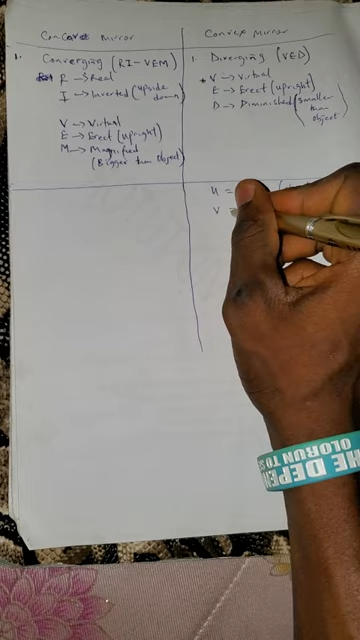 Concave Mirror
1. Converging (RI-VEM)
R → Real
I → Inverted (upside down)
V → Virtual
E → Erect (upright)
M → Magnified
(Bigger than object)
Convex Mirror
1. Diverging (VED)
V → Virtual
E → Erect (upright)
D → Diminished (smaller than object)
u =
v =
THE DEPEN
OLORUN TO S